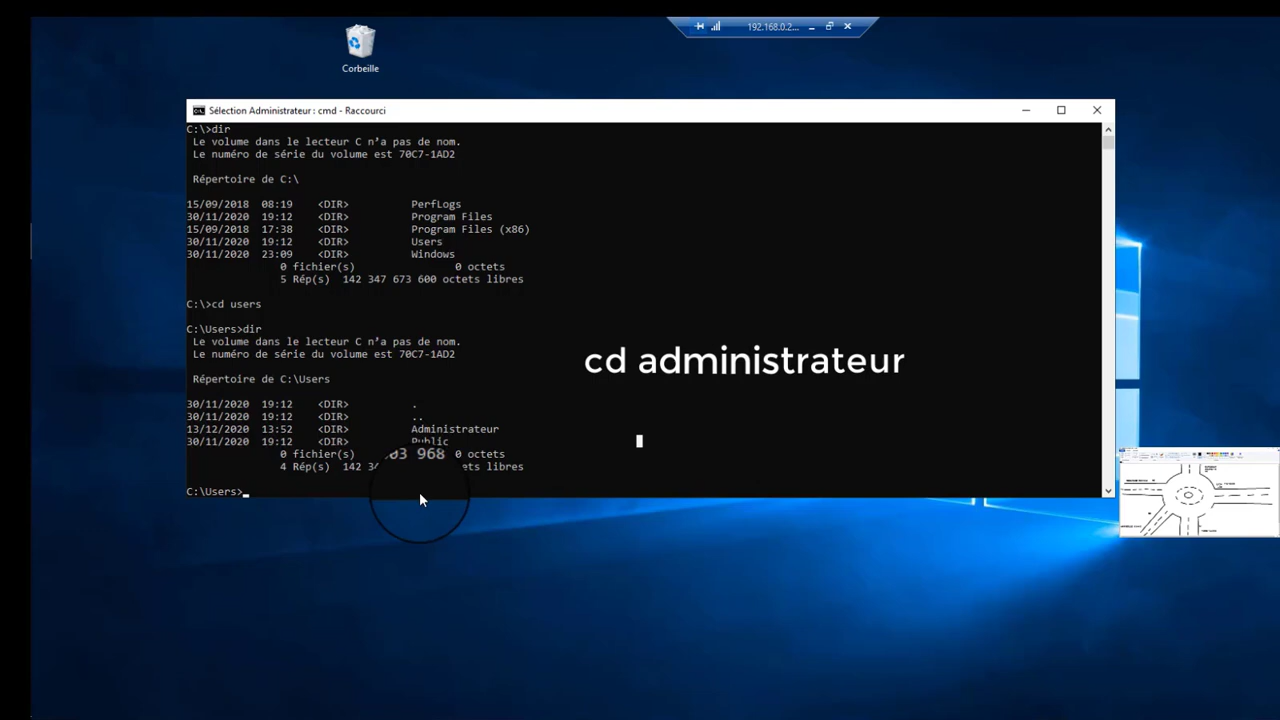 192.168.0.2...
Corbeille
Sélection Administrateur : cmd - Raccourci
C:\>dir
Le volume dans le lecteur C n'a pas de nom.
Le numéro de série du volume est 70C7-1AD2
Répertoire de C:\
15/09/2018 08:19 <DIR> PerfLogs
30/11/2020 19:12 <DIR> Program Files
15/09/2018 17:38 <DIR> Program Files (x86)
30/11/2020 19:12 <DIR> Users
30/11/2020 23:09 <DIR> Windows
0 fichier(s) 0 octets
5 Rép(s) 142 347 673 600 octets libres
C:\>cd users
C:\Users>dir
Le volume dans le lecteur C n'a pas de nom.
Le numéro de série du volume est 70C7-1AD2
cd administrateur
Répertoire de C:\Users
30/11/2020 19:12 <DIR> .
30/11/2020 19:12 <DIR> ..
13/12/2020 13:52 <DIR> Administrateur
30/11/2020 19:12 <DIR> Public
0 fichier(s) 0 octets
4 Rép(s) 142 968 octets libres
C:\Users>